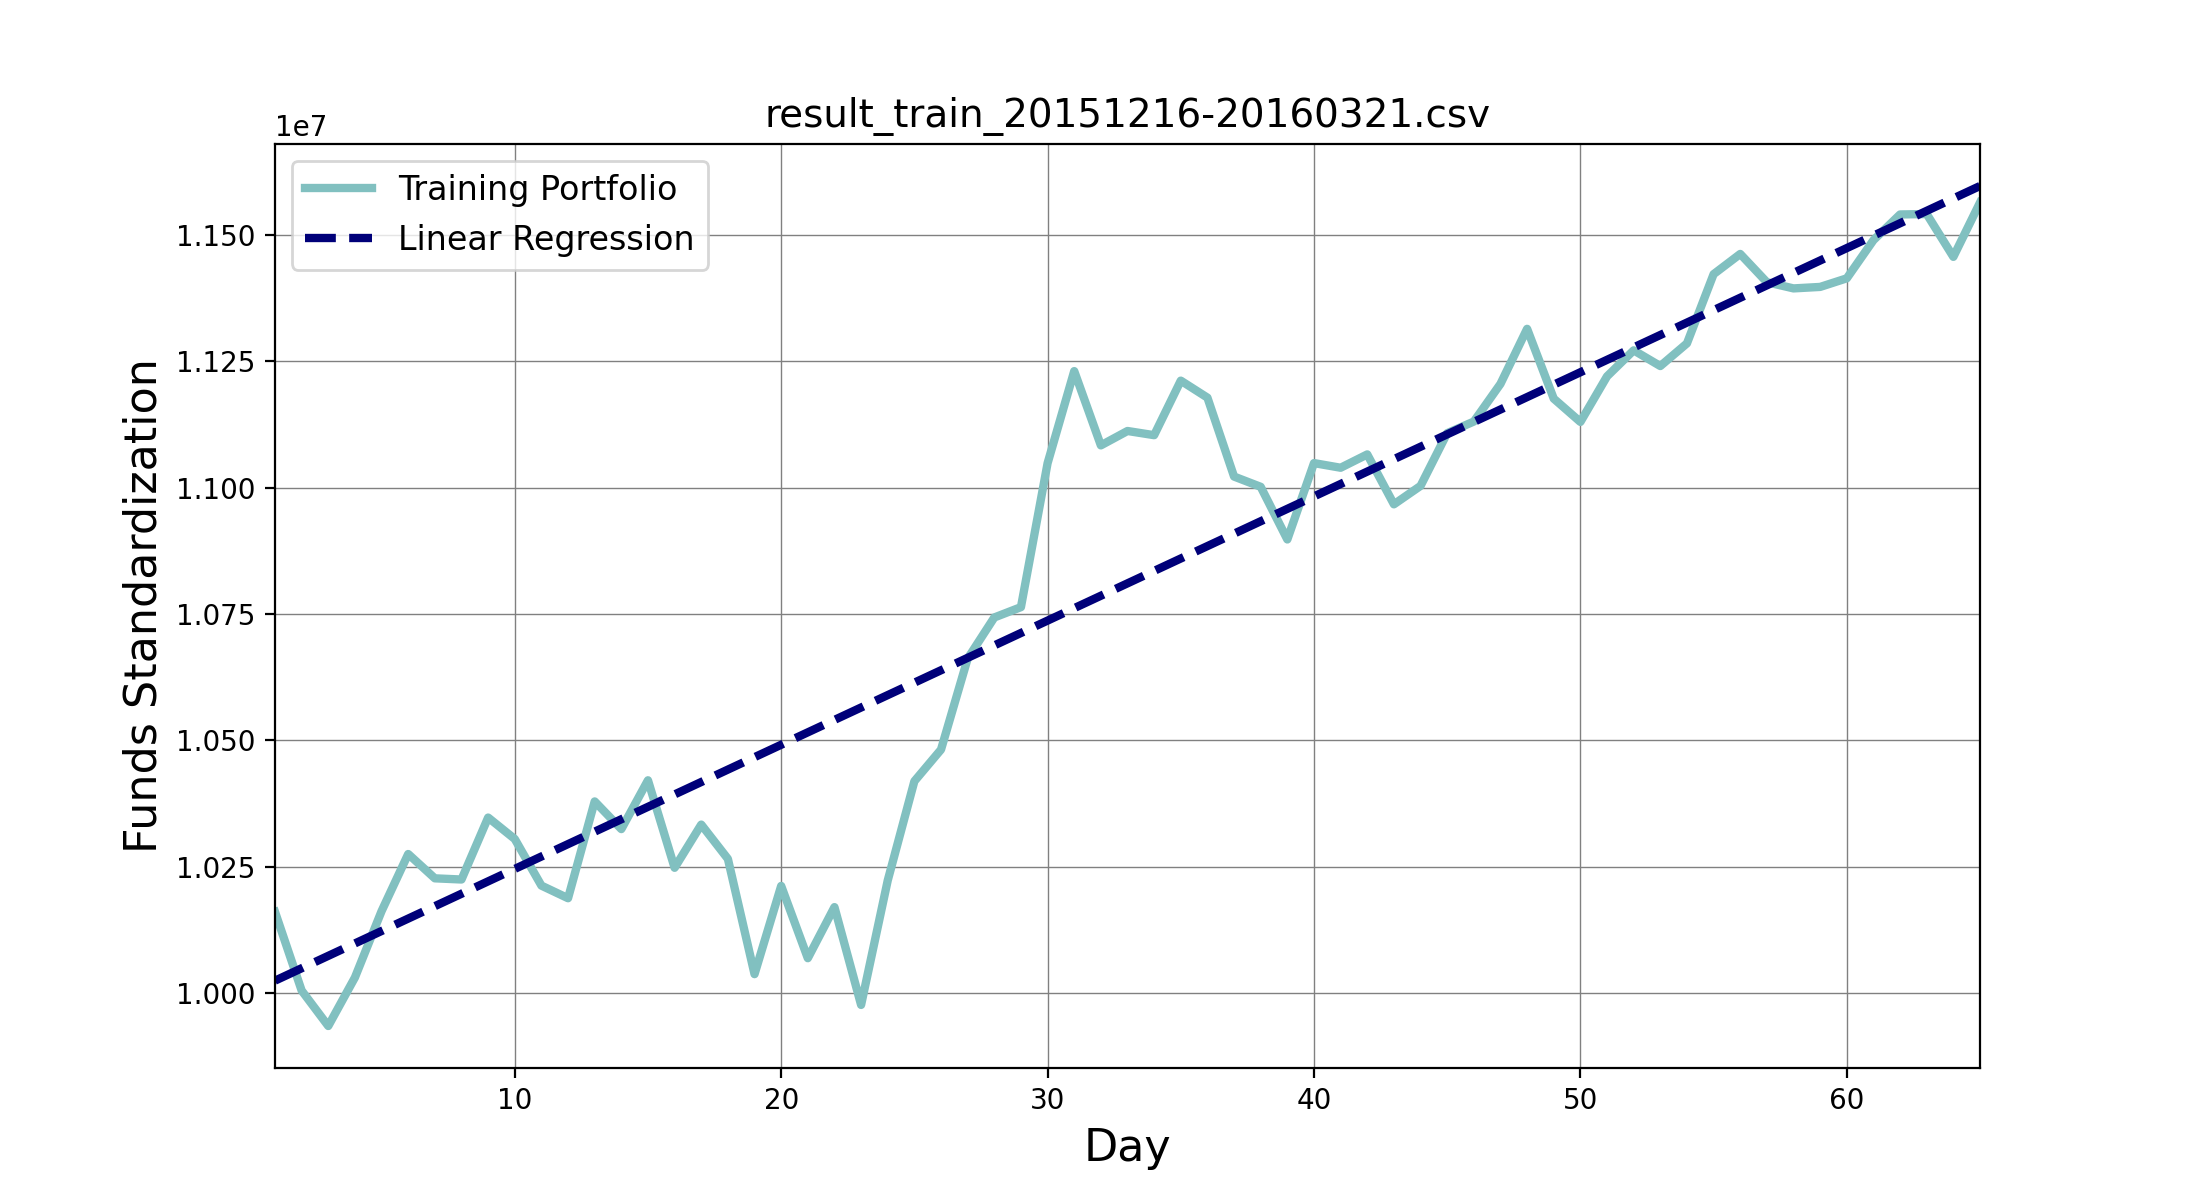 result_train_20151216-20160321.csv
1e7
Training Portfolio
Linear Regression
1.150
1.125
1.100
1.075
1.050
1.025
1.000
Funds Standardization
10 20 30 40 50 60
Day